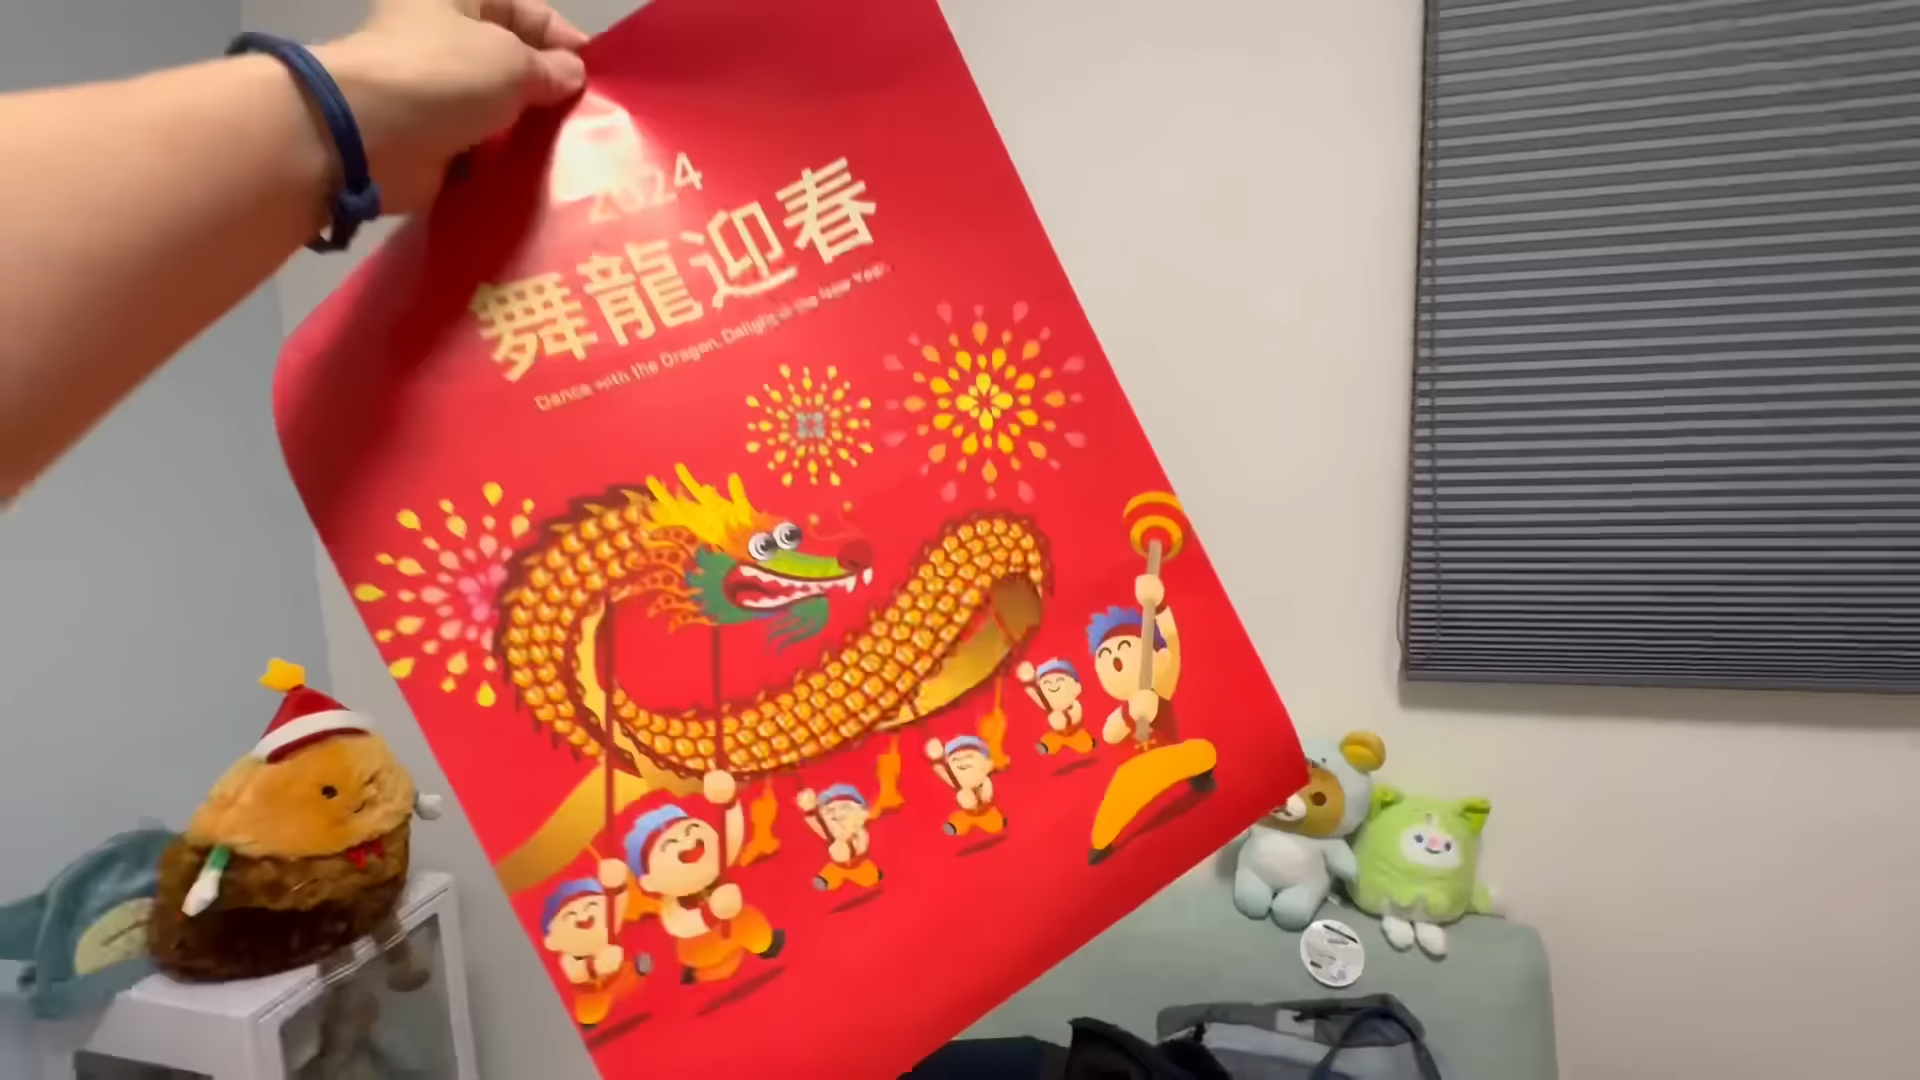 2024
舞龍迎春
Dance with the Dragon, Delight in the New Year